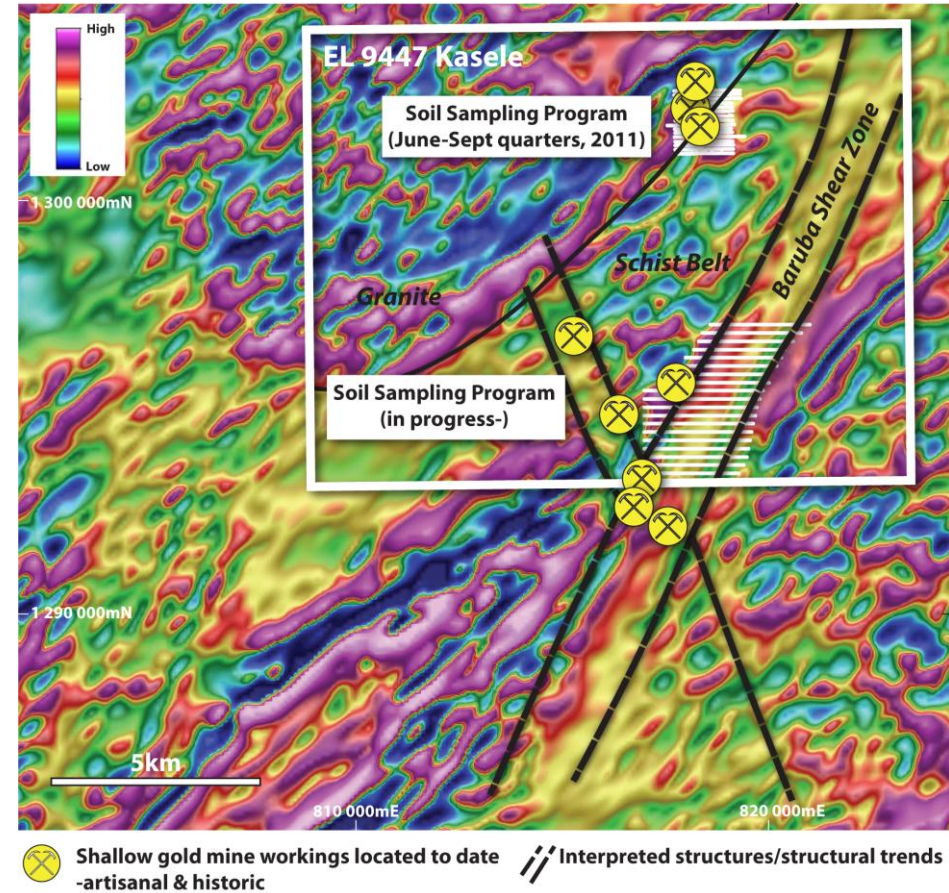 High
Low
EL 9447 Kasele
Soil Sampling Program
(June-Sept quarters, 2011)
1 300 000mN
Schist Belt
Baruba Shear Zone
Granite
Soil Sampling Program
(in progress-)
1 290 000mN
5km
810 000mE
820 000mE
Shallow gold mine workings located to date
-artisanal & historic
Interpreted structures/structural trends